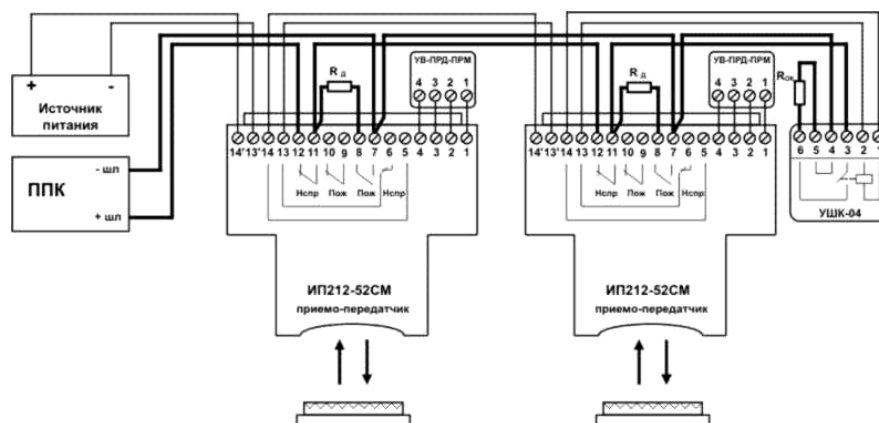 + -
Источник
питания
ППК
- шл
+ шл
R д
УВ-ПРД-ПРМ
4 3 2 1
14' 13' 14 13 12 11 10 9 8 7 6 5 4 3 2 1
Нспр Пож Пож Нспр
ИП212-52СМ
приемо-передатчик
R д
УВ-ПРД-ПРМ
4 3 2 1
14' 13' 14 13 12 11 10 9 8 7 6 5 4 3 2 1
Нспр Пож Пож Нспр
ИП212-52СМ
приемо-передатчик
Rок
6 5 4 3 2 1
УШК-04